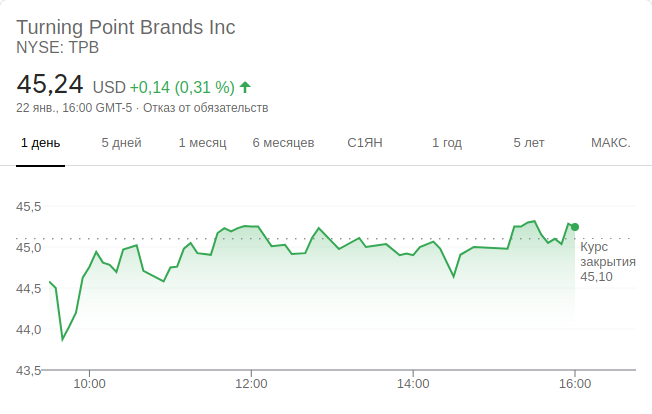 Turning Point Brands Inc
NYSE: TPB
45,24 USD +0,14 (0,31 %)
22 янв., 16:00 GMT-5 · Отказ от обязательств
1 день 5 дней 1 месяц 6 месяцев С1ЯН 1 год 5 лет МАКС.
45,5
45,0
44,5
44,0
43,5
Курс
закрытия
45,10
10:00 12:00 14:00 16:00